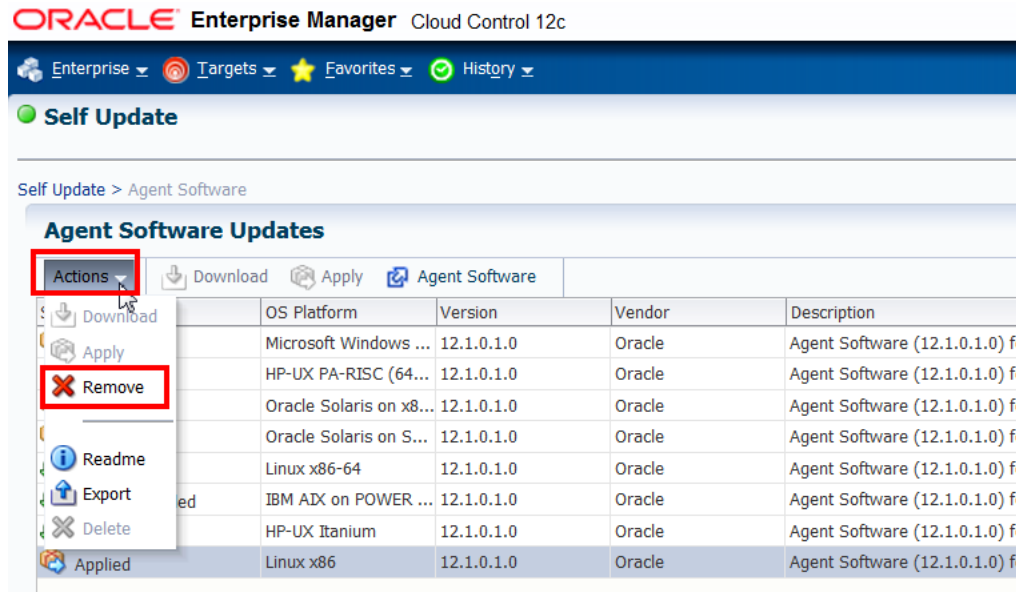 ORACLE Enterprise Manager Cloud Control 12c
Enterprise Targets Favorites History
Self Update
Self Update > Agent Software
Agent Software Updates
Actions Download Apply Agent Software
OS Platform Version Vendor Description
Download
Apply
Remove
Readme
Export
Delete
Microsoft Windows ... 12.1.0.1.0 Oracle Agent Software (12.1.0.1.0) f
HP-UX PA-RISC (64... 12.1.0.1.0 Oracle Agent Software (12.1.0.1.0) f
Oracle Solaris on x8... 12.1.0.1.0 Oracle Agent Software (12.1.0.1.0) f
Oracle Solaris on S... 12.1.0.1.0 Oracle Agent Software (12.1.0.1.0) f
Linux x86-64 12.1.0.1.0 Oracle Agent Software (12.1.0.1.0) f
ed IBM AIX on POWER ... 12.1.0.1.0 Oracle Agent Software (12.1.0.1.0) f
HP-UX Itanium 12.1.0.1.0 Oracle Agent Software (12.1.0.1.0) f
Applied Linux x86 12.1.0.1.0 Oracle Agent Software (12.1.0.1.0) f